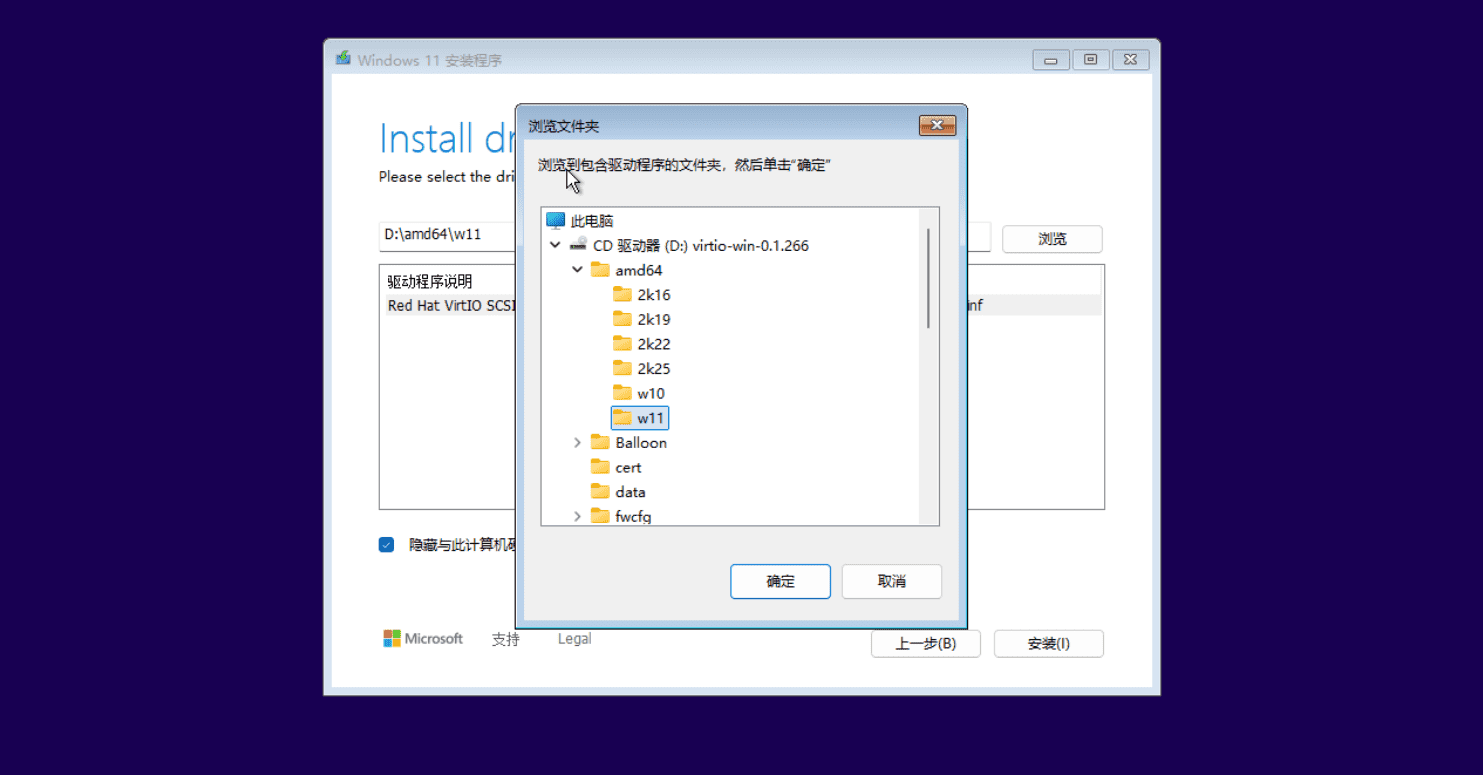 Windows 11 安装程序
Install dr
Please select the dri
D:\amd64\w11
浏览
驱动程序说明
Red Hat VirtIO SCSI
inf
隐藏与此计算机硬
Microsoft
支持
Legal
上一步(B)
安装(I)
浏览文件夹
浏览到包含驱动程序的文件夹，然后单击“确定”
此电脑
CD 驱动器 (D:) virtio-win-0.1.266
amd64
2k16
2k19
2k22
2k25
w10
w11
Balloon
cert
data
fwcfg
确定
取消